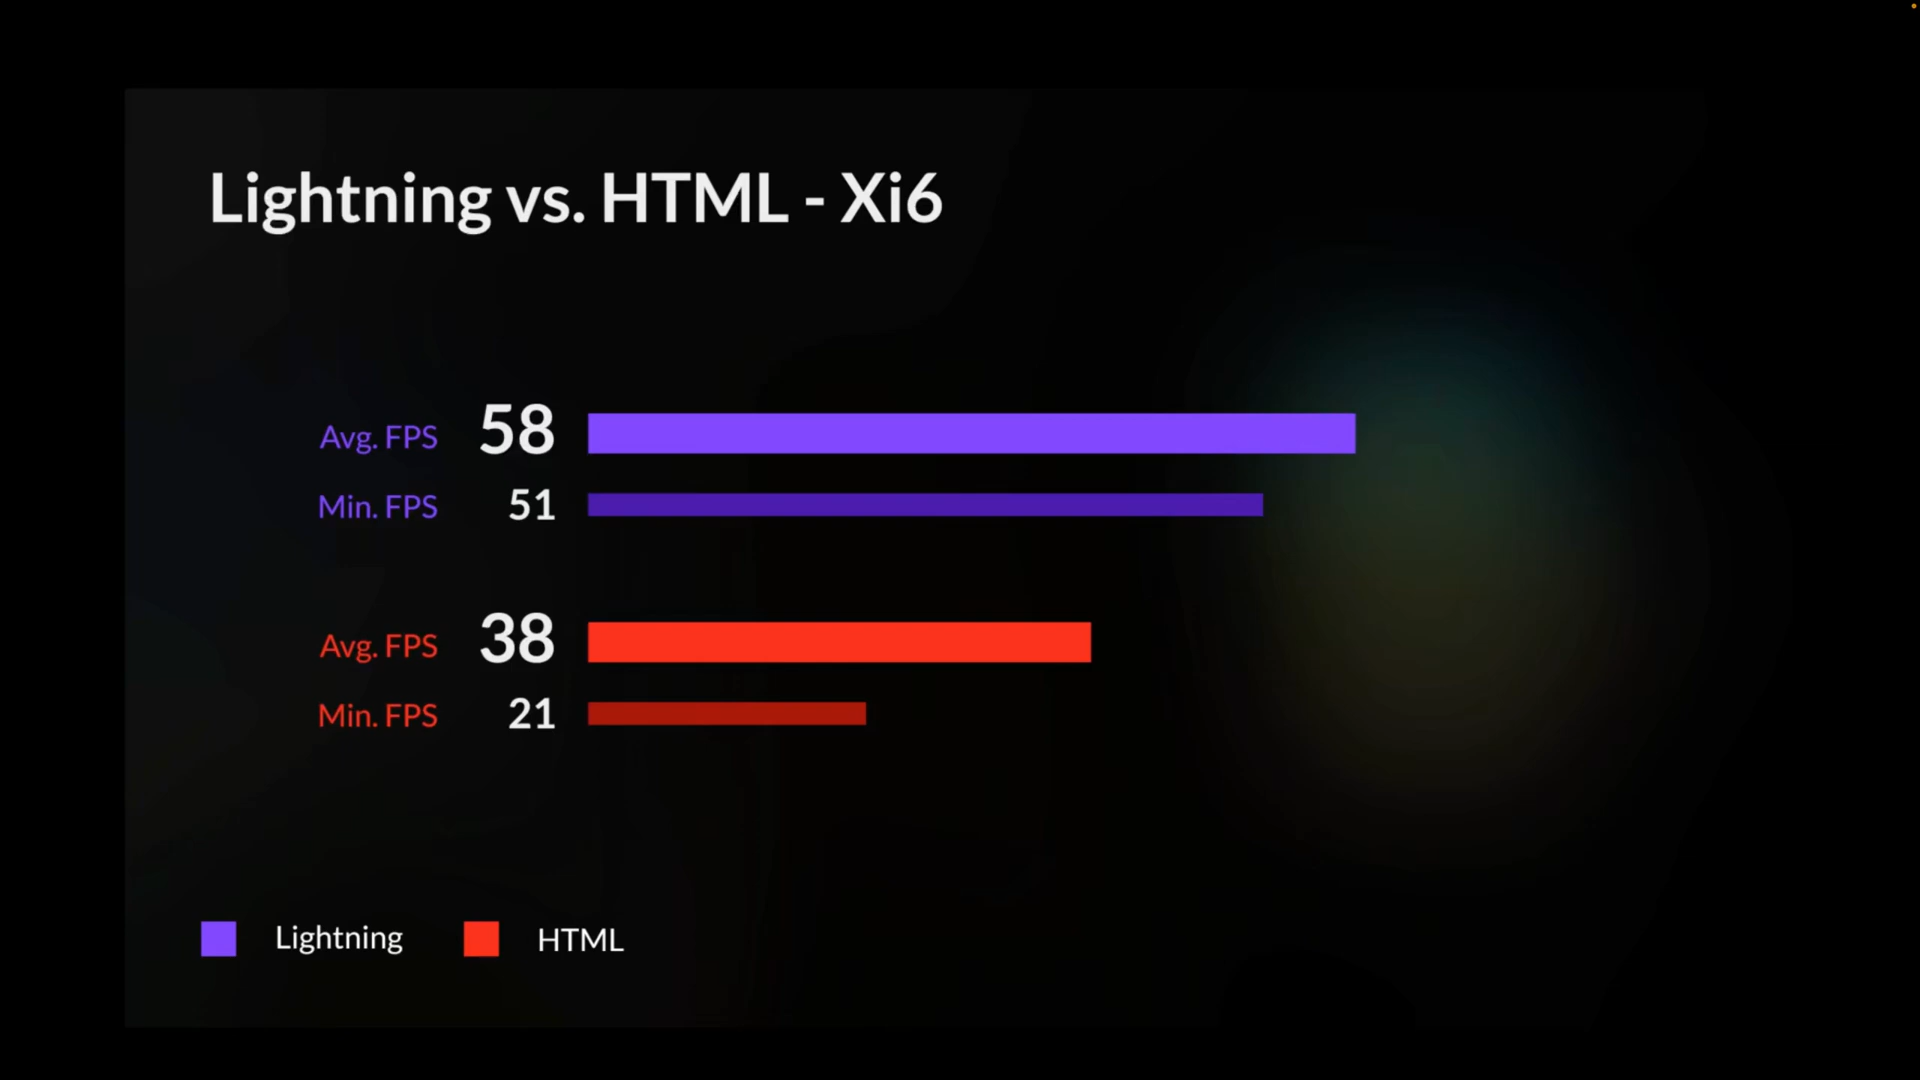 Lightning vs. HTML - Xi6
Avg. FPS 58
Min. FPS 51
Avg. FPS 38
Min. FPS 21
Lightning HTML